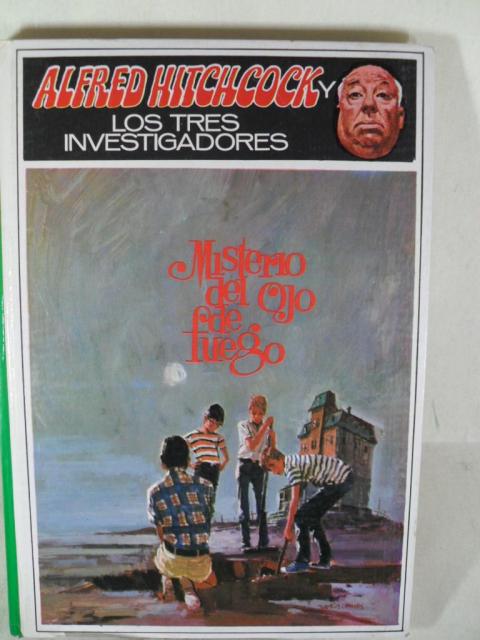 ALFRED HITCHCOCK Y
LOS TRES
INVESTIGADORES
Misterio
del Ojo
de
fuego